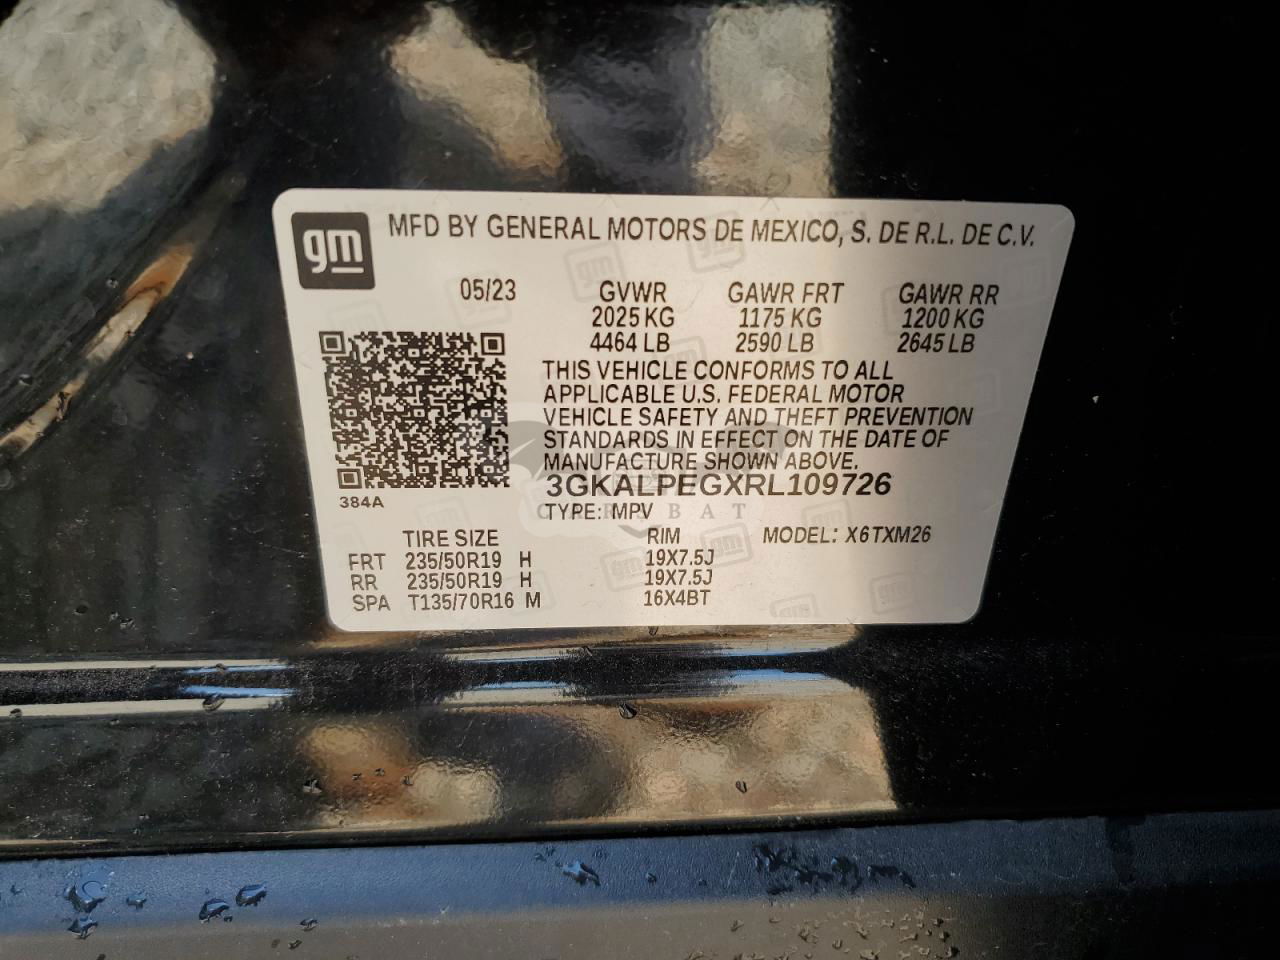 gm
MFD BY GENERAL MOTORS DE MEXICO, S. DE R.L. DE C.V.
05/23 GVWR GAWR FRT GAWR RR
2025 KG 1175 KG 1200 KG
4464 LB 2590 LB 2645 LB
THIS VEHICLE CONFORMS TO ALL
APPLICABLE U.S. FEDERAL MOTOR
VEHICLE SAFETY AND THEFT PREVENTION
STANDARDS IN EFFECT ON THE DATE OF
MANUFACTURE SHOWN ABOVE.
3GKALPEGXRL109726
384A
TYPE: MPV
TIRE SIZE RIM MODEL: X6TXM26
FRT 235/50R19 H 19X7.5J
RR 235/50R19 H 19X7.5J
SPA T135/70R16 M 16X4BT